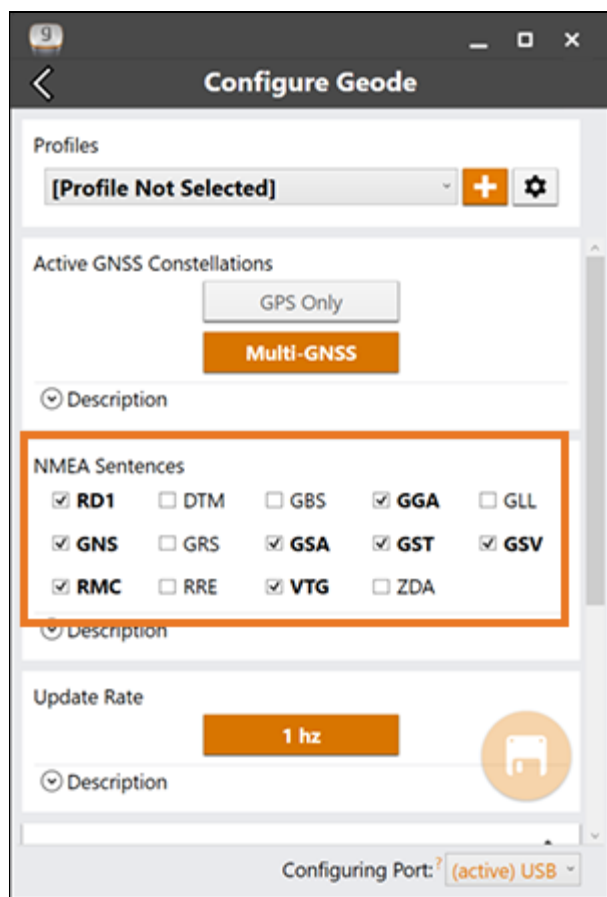 9
Configure Geode
Profiles
[Profile Not Selected]
Active GNSS Constellations
GPS Only
Multi-GNSS
Description
NMEA Sentences
RD1 DTM GBS GGA GLL
GNS GRS GSA GST GSV
RMC RRE VTG ZDA
Description
Update Rate
1 hz
Description
Configuring Port:? (active) USB